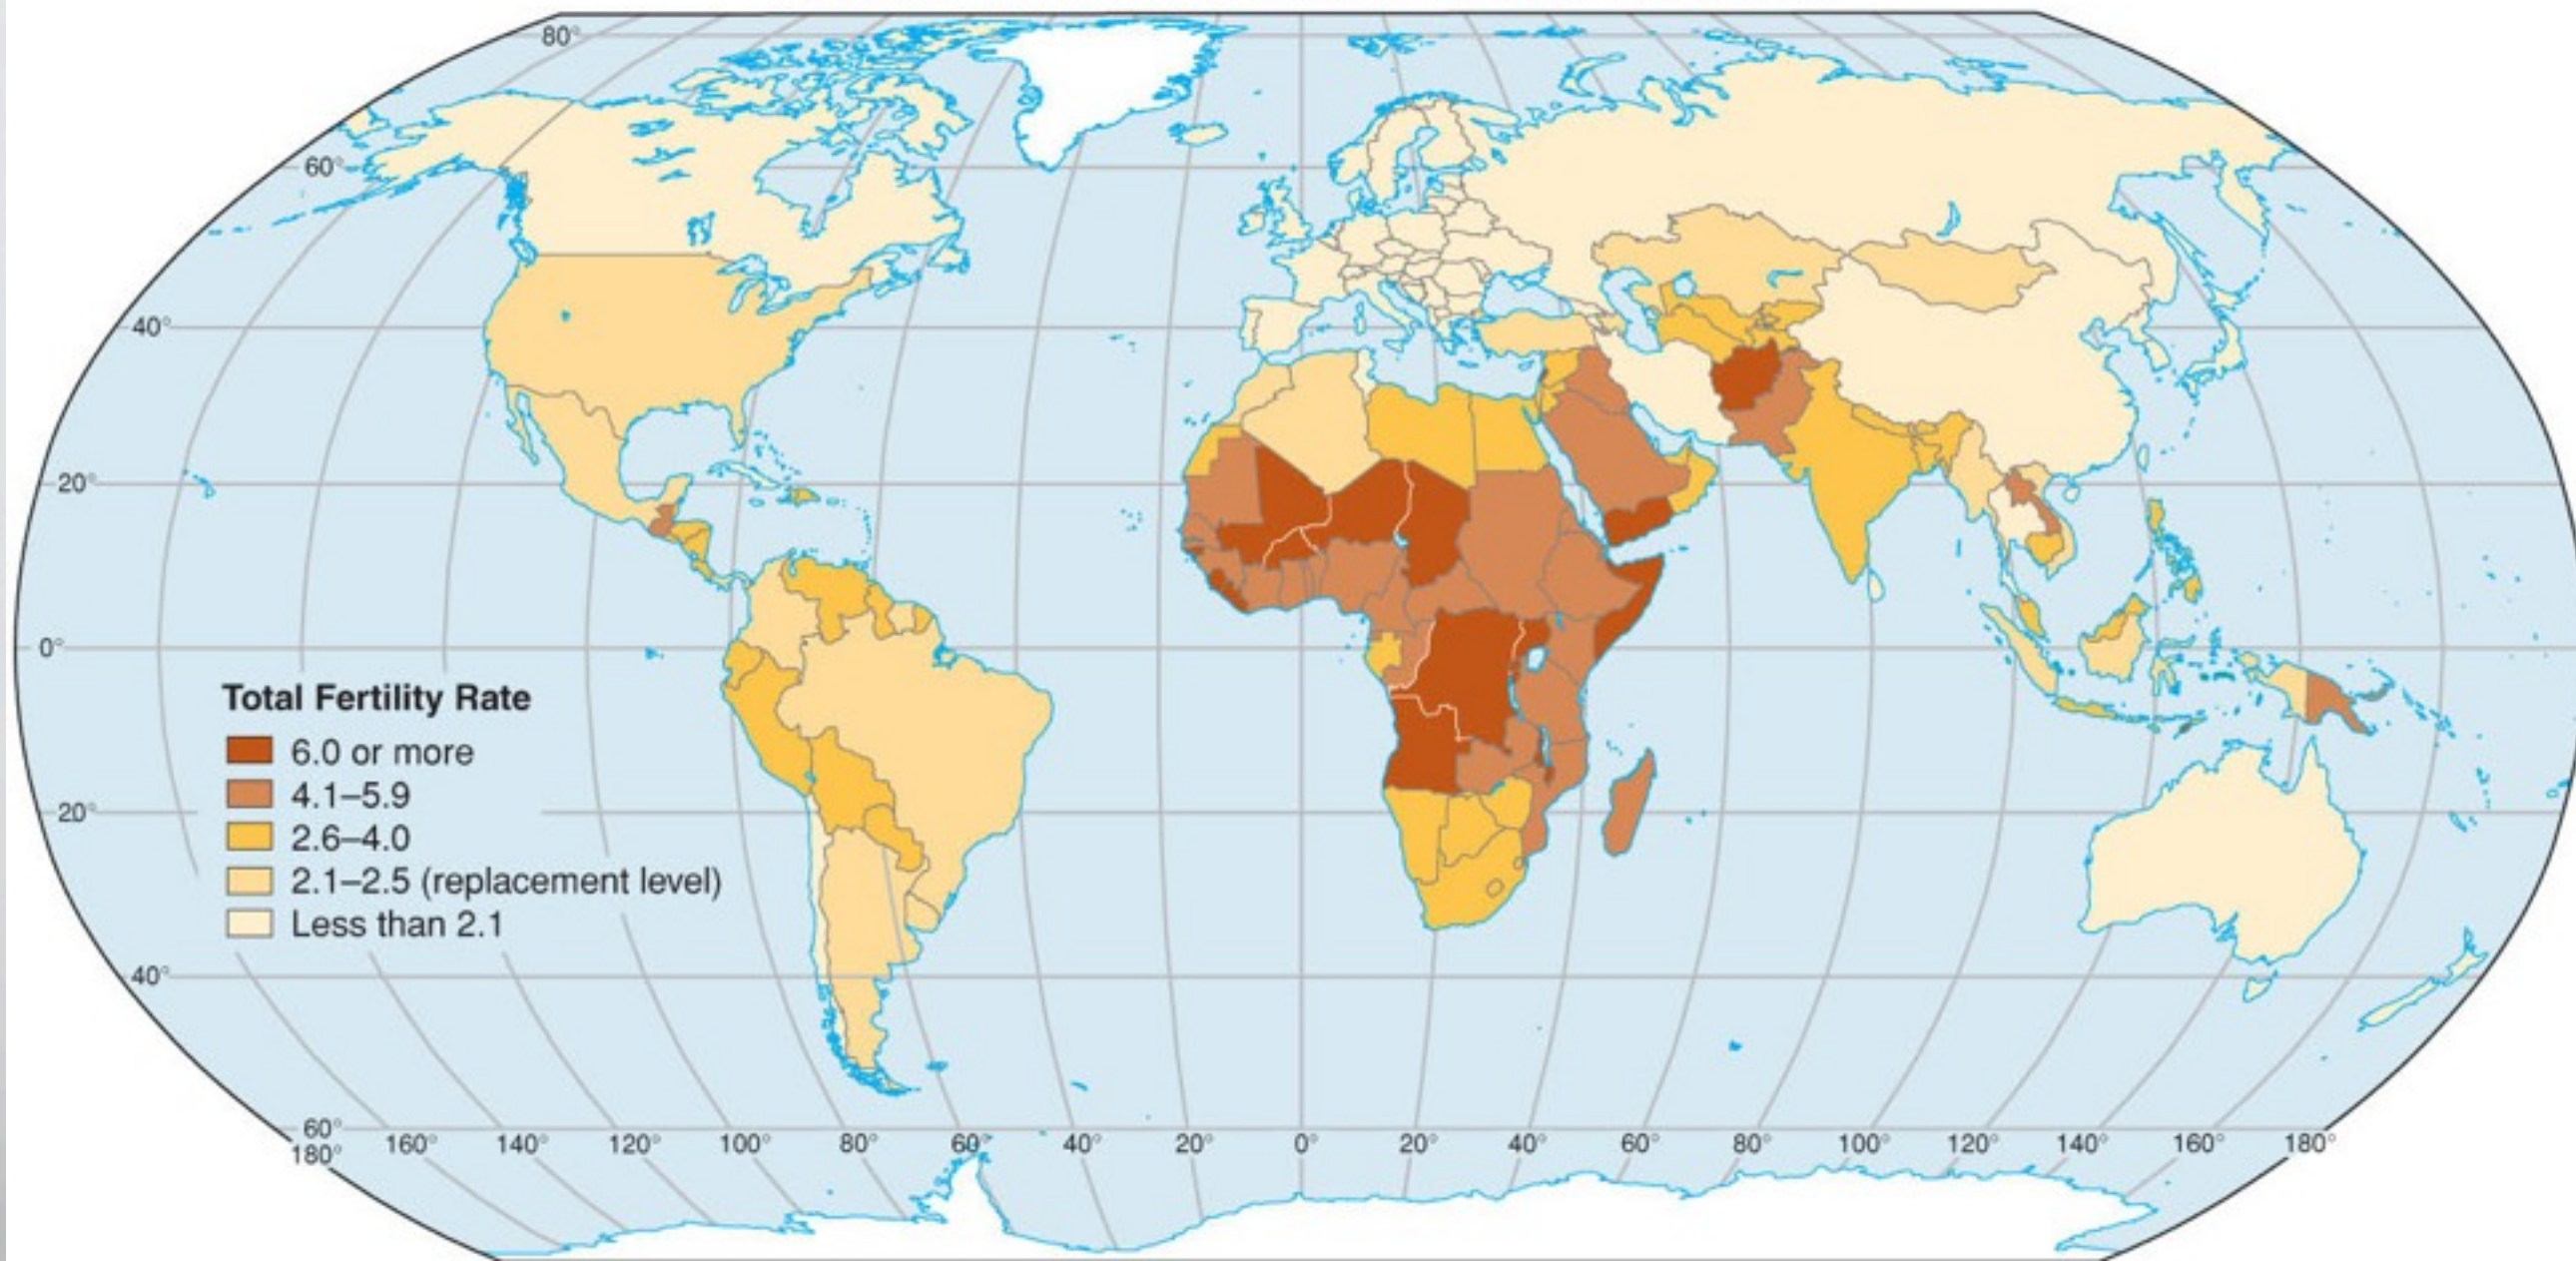 80°
60°
40°
20°
0°
Total Fertility Rate
6.0 or more
4.1–5.9
2.6–4.0
2.1–2.5 (replacement level)
Less than 2.1
20°
40°
60°
180° 160° 140° 120° 100° 80° 60° 40° 20° 0° 20° 40° 60° 80° 100° 120° 140° 160° 180°